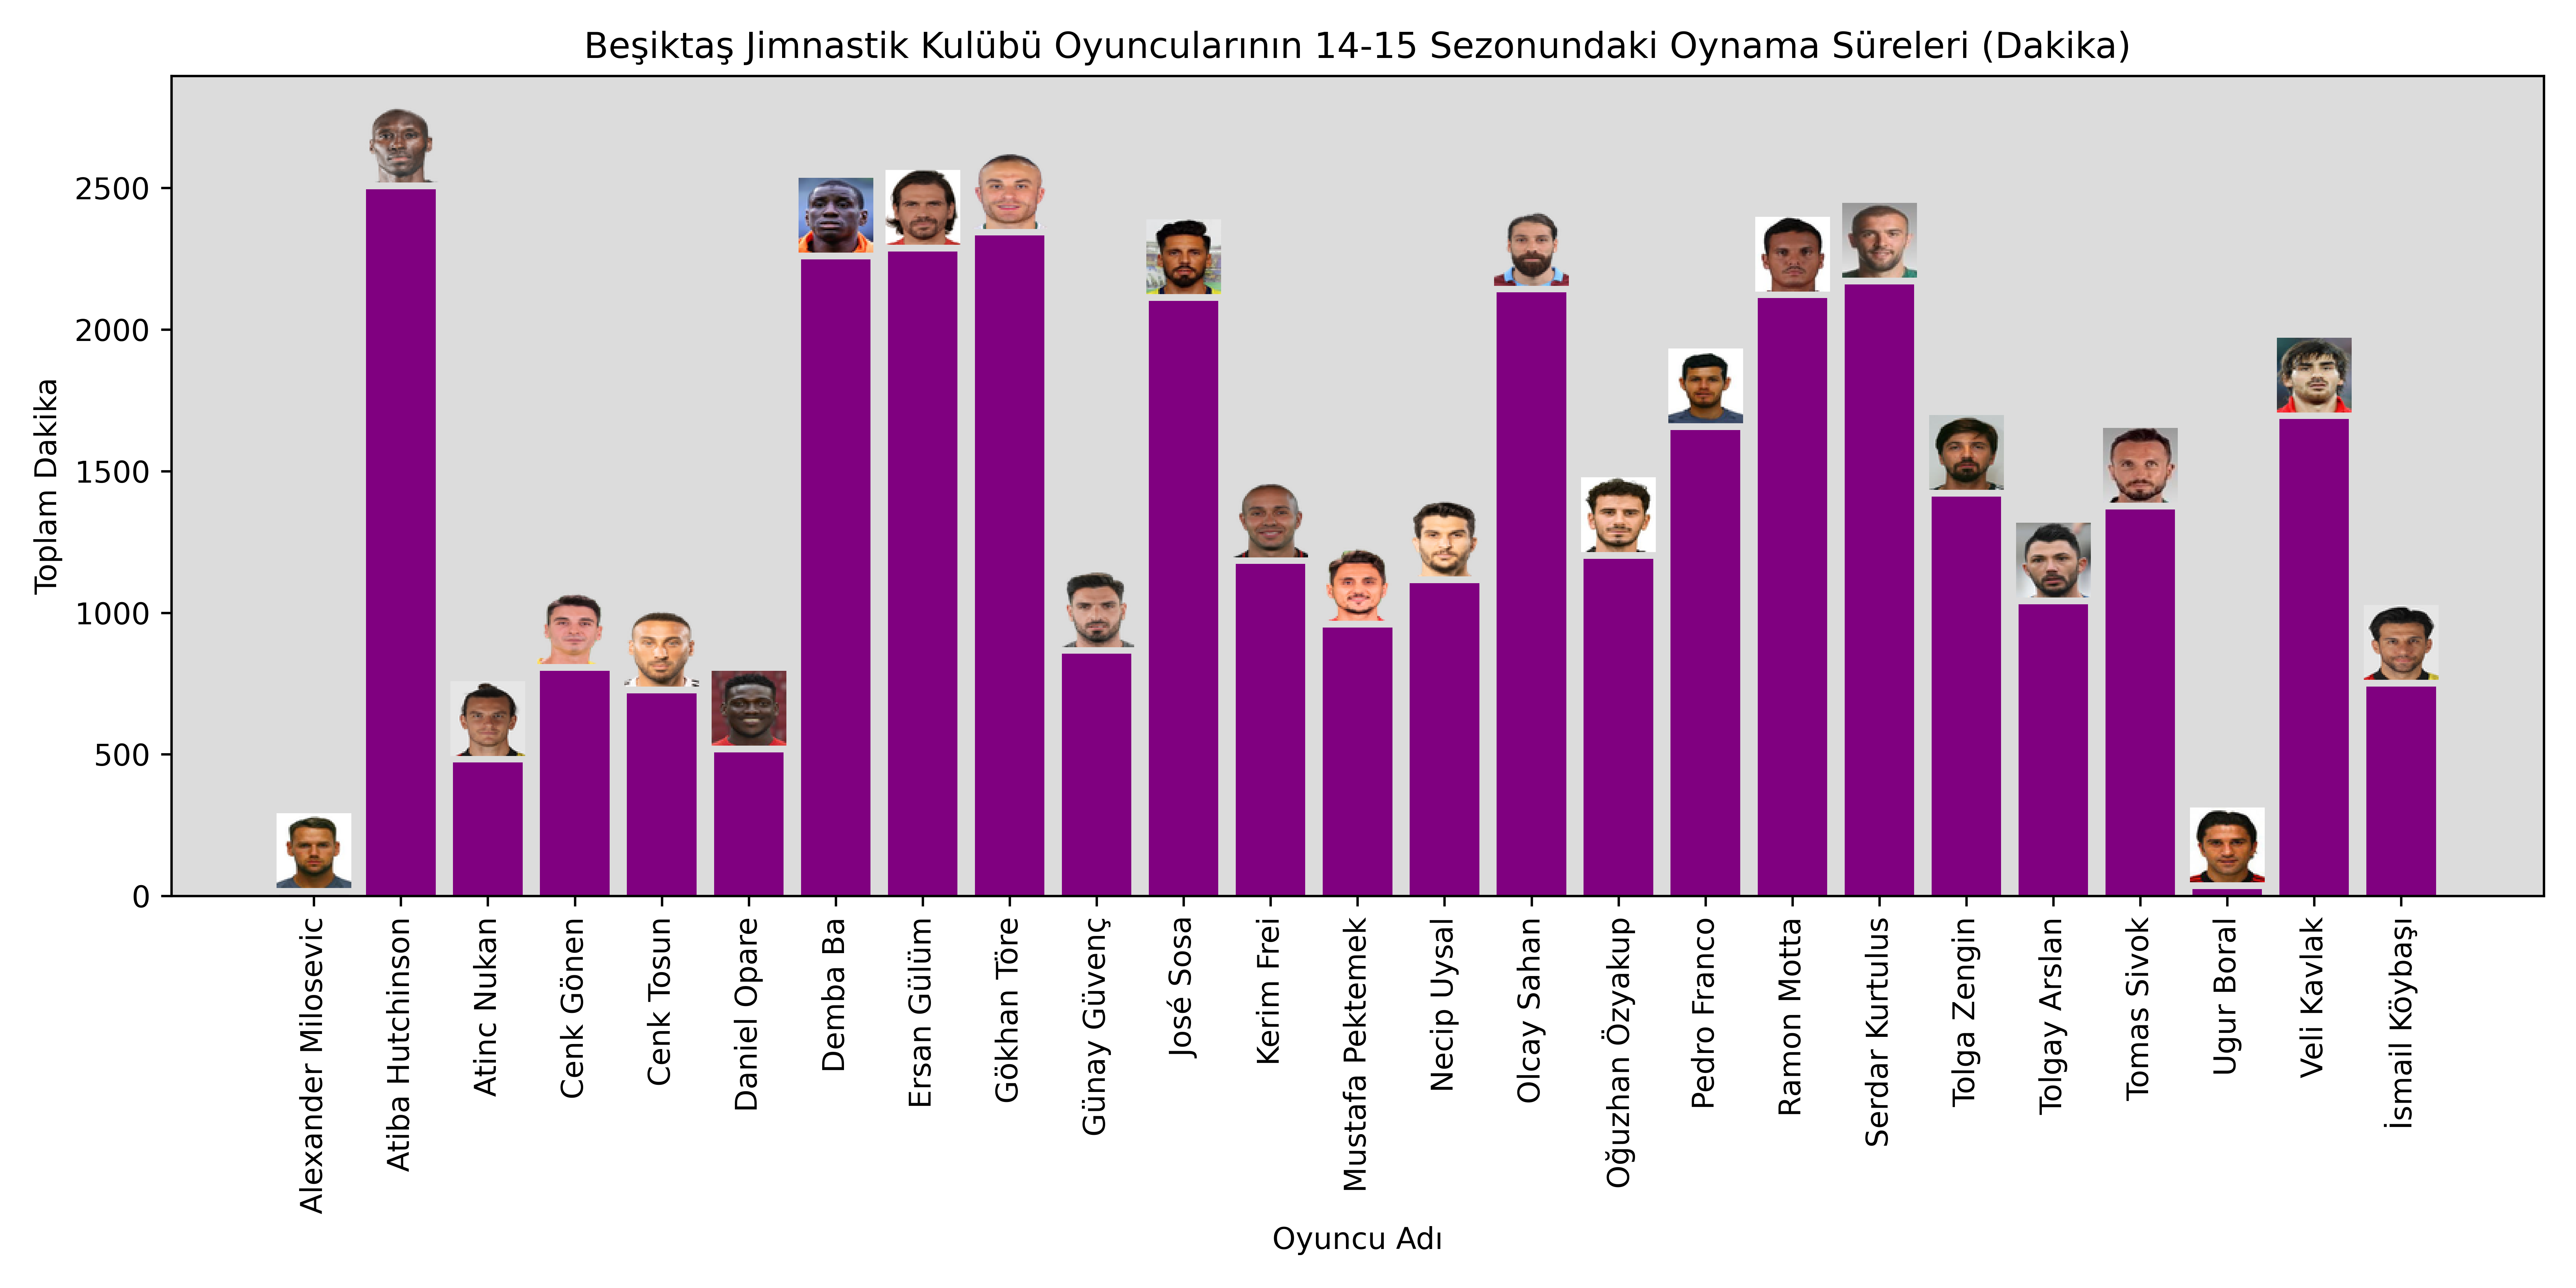 Beşiktaş Jimnastik Kulübü Oyuncularının 14-15 Sezonundaki Oynama Süreleri (Dakika)
Toplam Dakika
2500
2000
1500
1000
500
0
Alexander Milosevic
Atiba Hutchinson
Atinc Nukan
Cenk Gönen
Cenk Tosun
Daniel Opare
Demba Ba
Ersan Gülüm
Gökhan Töre
Günay Güvenç
José Sosa
Kerim Frei
Mustafa Pektemek
Necip Uysal
Olcay Sahan
Oğuzhan Özyakup
Pedro Franco
Ramon Motta
Serdar Kurtulus
Tolga Zengin
Tolgay Arslan
Tomas Sivok
Ugur Boral
Veli Kavlak
İsmail Köybaşı
Oyuncu Adı